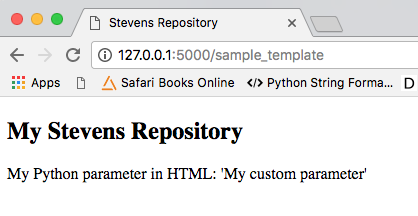 Stevens Repository
127.0.0.1:5000/sample_template
Apps Safari Books Online </> Python String Forma... D
My Stevens Repository
My Python parameter in HTML: 'My custom parameter'